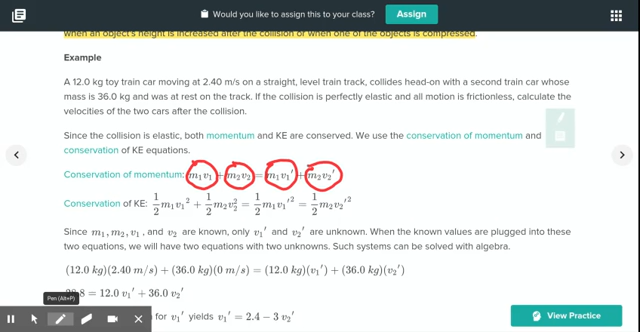 Would you like to assign this to your class? Assign
when an object's height is increased after the collision or when one of the objects is compressed.
Example
A 12.0 kg toy train car moving at 2.40 m/s on a straight, level train track, collides head-on with a second train car whose
mass is 36.0 kg and was at rest on the track. If the collision is perfectly elastic and all motion is frictionless, calculate the
velocities of the two cars after the collision.
Since the collision is elastic, both momentum and KE are conserved. We use the conservation of momentum and
conservation of KE equations.
Conservation of momentum: m₁v₁ + m₂v₂ = m₁v₁′ + m₂v₂′
Conservation of KE: 1/2 m₁v₁² + 1/2 m₂v₂² = 1/2 m₁v₁′² = 1/2 m₂v₂′²
Since m₁, m₂, v₁, and v₂ are known, only v₁′ and v₂′ are unknown. When the known values are plugged into these
two equations, we will have two equations with two unknowns. Such systems can be solved with algebra.
(12.0 kg)(2.40 m/s) + (36.0 kg)(0 m/s) = (12.0 kg)(v₁′) + (36.0 kg)(v₂′)
Pen (Alt+P)
8 = 12.0 v₁′ + 36.0 v₂′
for v₁′ yields v₁′ = 2.4 − 3 v₂′
View Practice